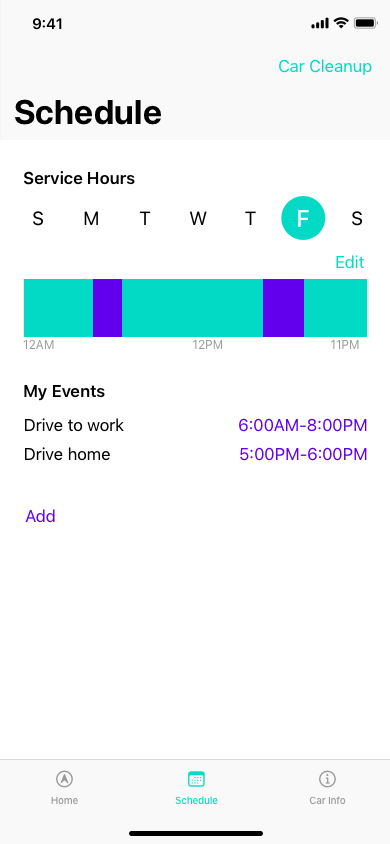 9:41
Car Cleanup
Schedule
Service Hours
S M T W T F S
Edit
12AM 12PM 11PM
My Events
Drive to work 6:00AM-8:00PM
Drive home 5:00PM-6:00PM
Add
Home Schedule Car Info